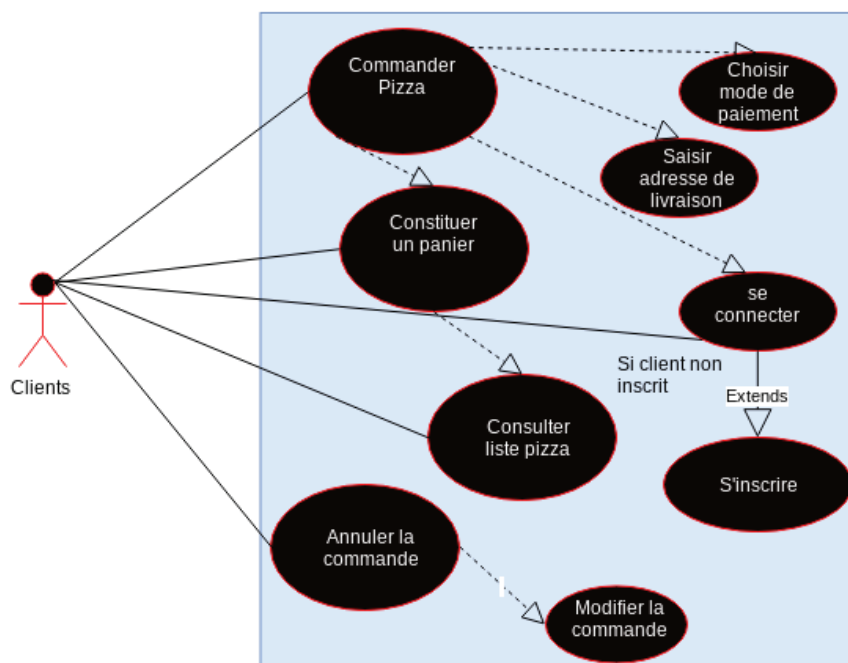 Commander
Pizza
Choisir
mode de
paiement
Saisir
adresse de
livraison
Constituer
un panier
se
connecter
Clients
Si client non
inscrit
Extends
Consulter
liste pizza
S'inscrire
Annuler la
commande
Modifier la
commande